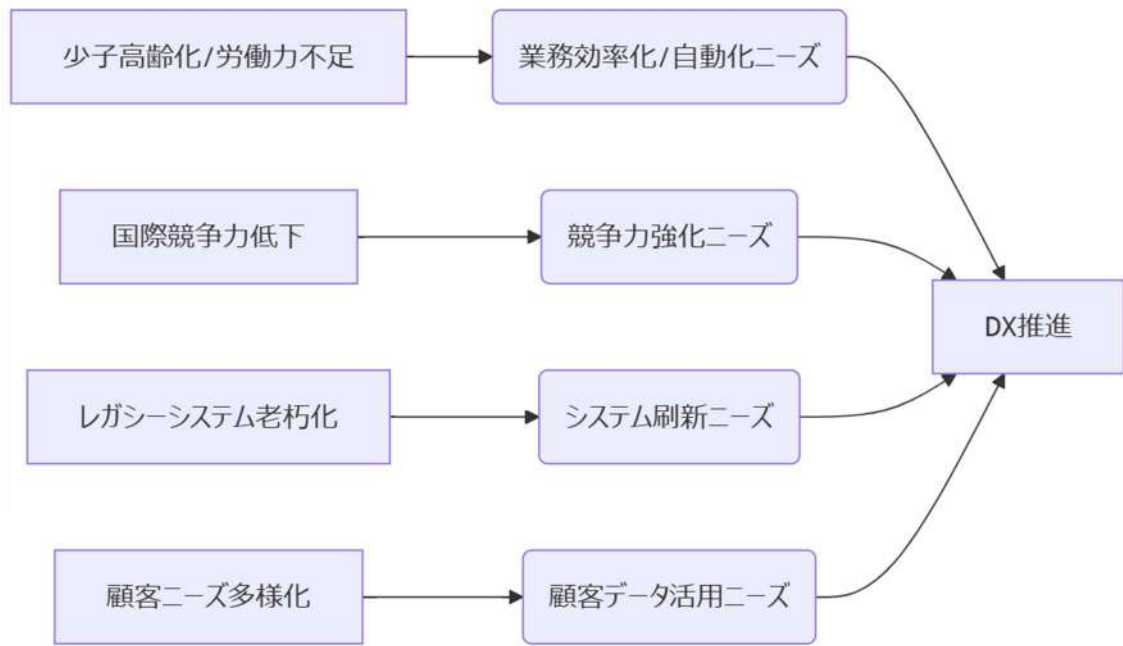 少子高齢化/労働力不足
業務効率化/自動化ニーズ
国際競争力低下
競争力強化ニーズ
DX推進
レガシーシステム老朽化
システム刷新ニーズ
顧客ニーズ多様化
顧客データ活用ニーズ